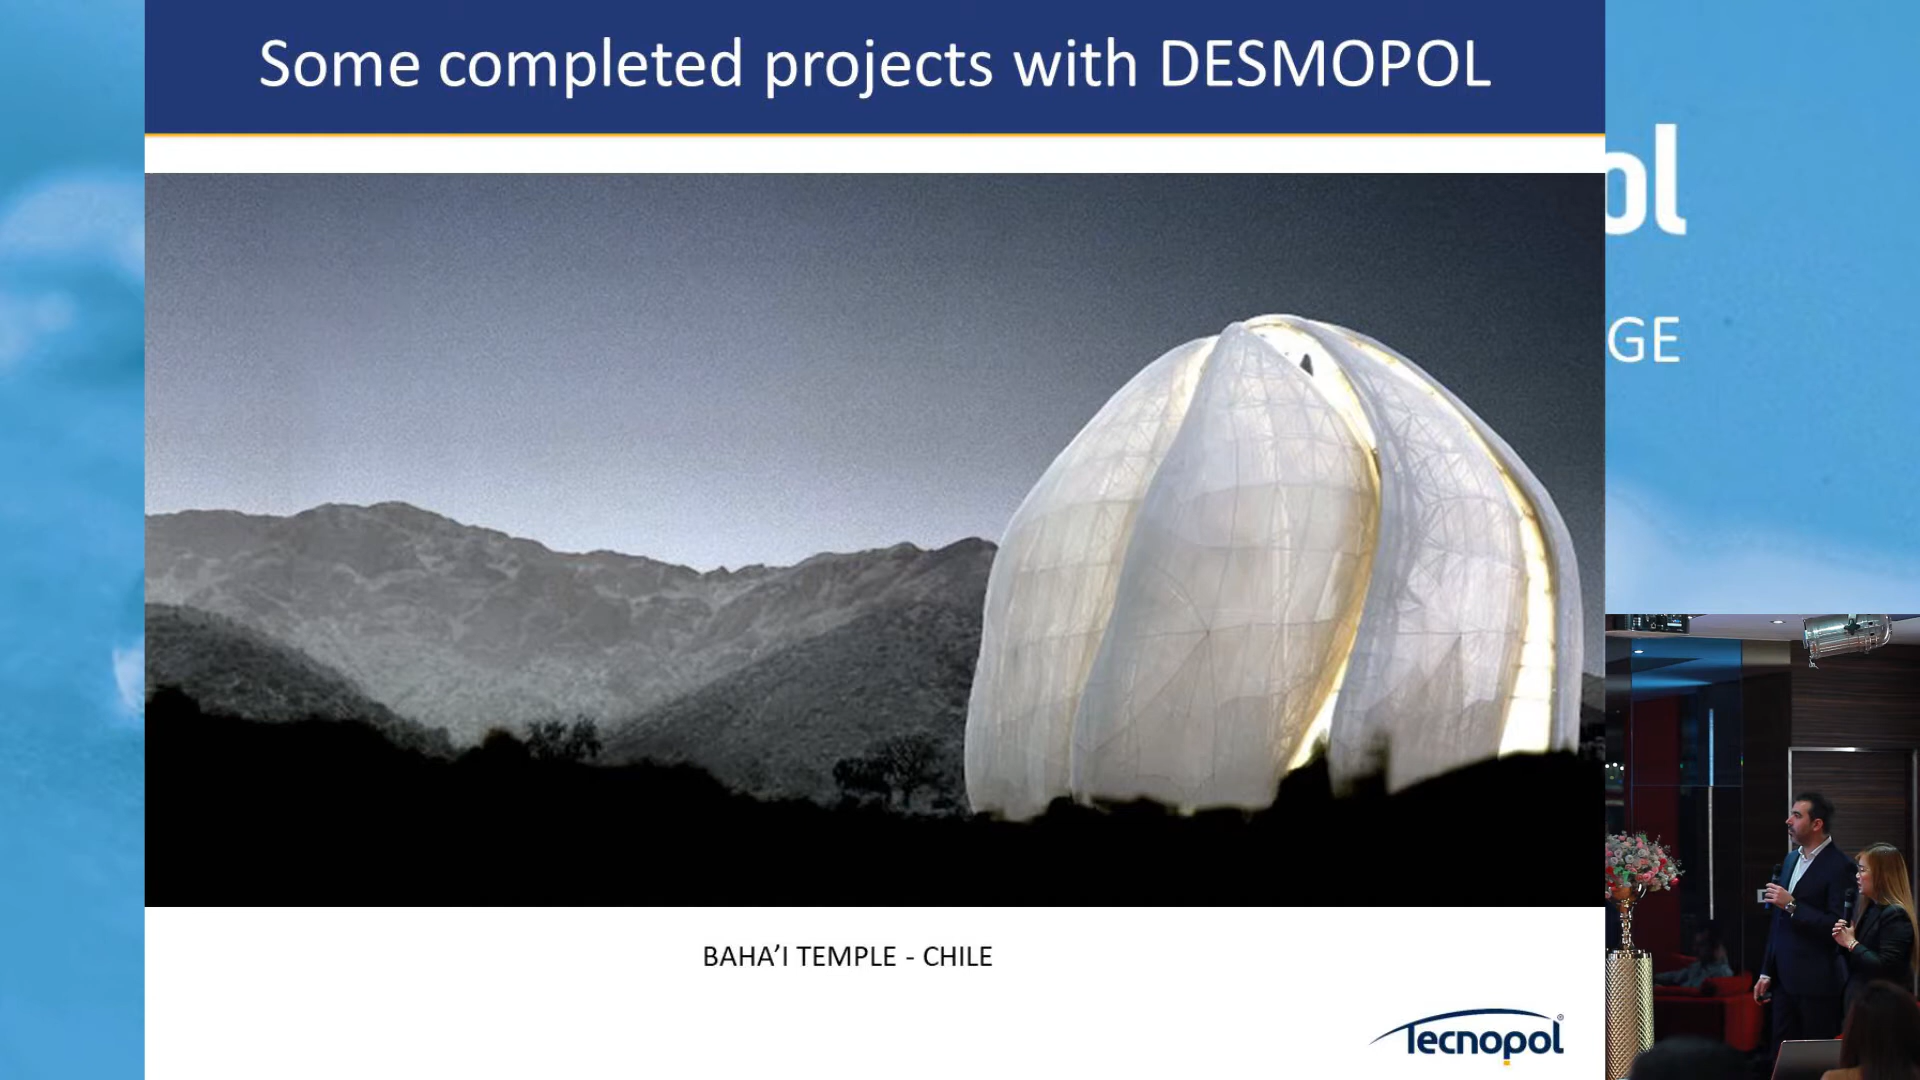 Some completed projects with DESMOPOL
ol
GE
BAHA’I TEMPLE - CHILE
Tecnopol